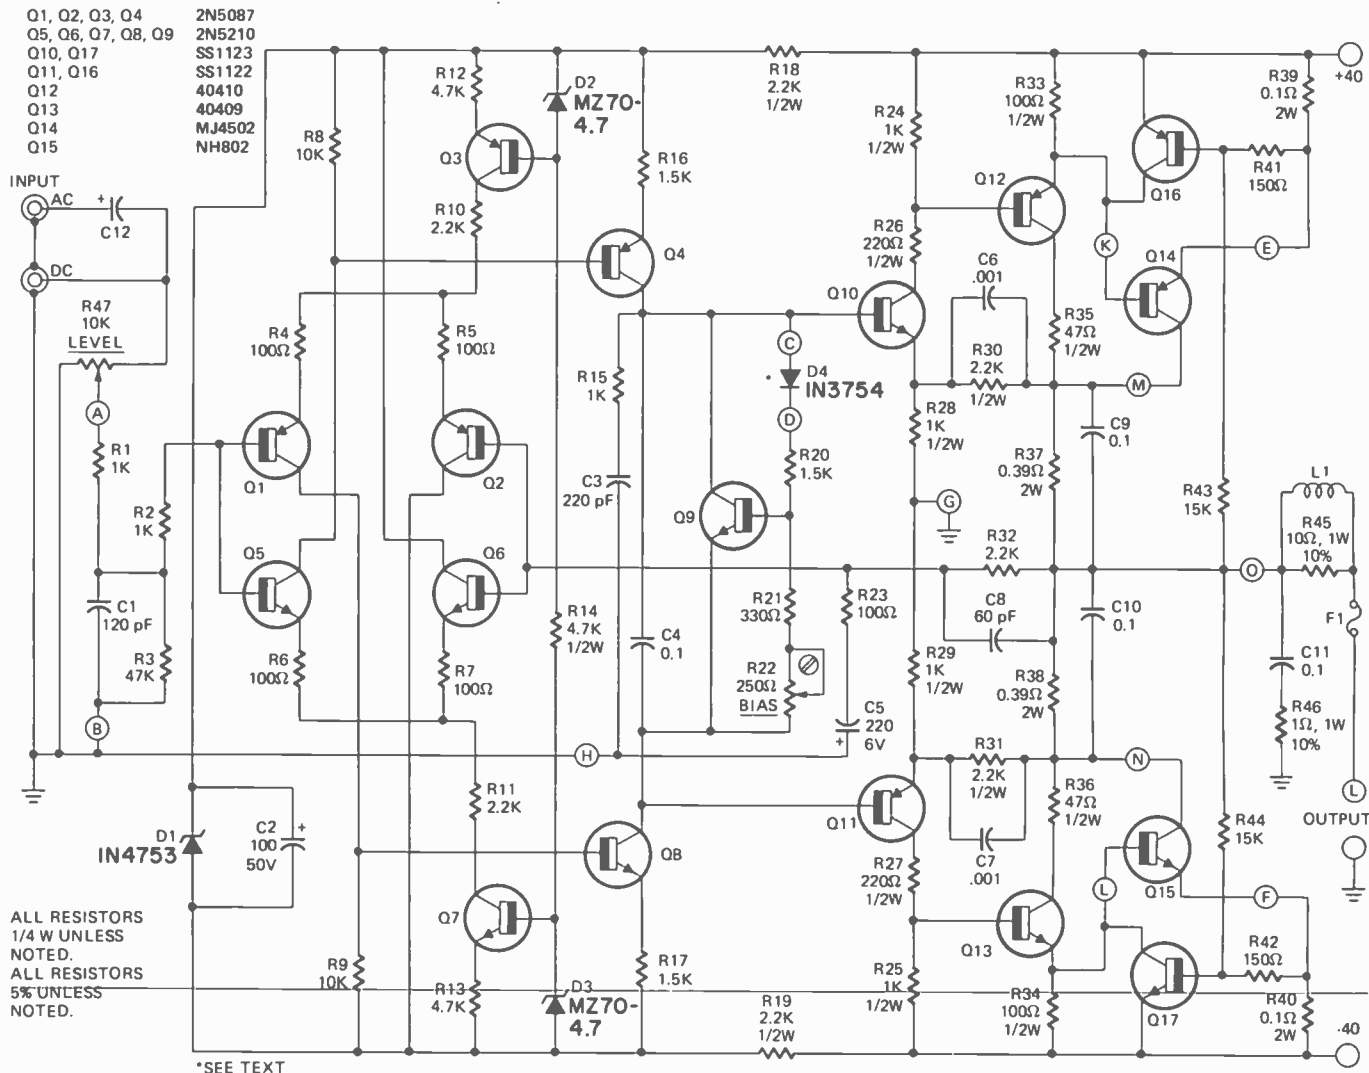 Q1, Q2, Q3, Q4 2N5087
Q5, Q6, Q7, Q8, Q9 2N5210
Q10, Q17 SS1123
Q11, Q16 SS1122
Q12 40410
Q13 40409
Q14 MJ4502
Q15 NH802
INPUT
AC
+
C12
DC
R47
10K
LEVEL
A
R1
1K
R2
1K
C1
120 pF
R3
47K
B
D1
IN4753
C2
100
50V
+
R8
10K
R12
4.7K
Q3
R10
2.2K
D2
MZ70-
4.7
R4
100Ω
R5
100Ω
Q1
Q2
Q5
Q6
R6
100Ω
R7
100Ω
R14
4.7K
1/2W
R11
2.2K
H
Q7
R9
10K
R13
4.7K
D3
MZ70-
4.7
R16
1.5K
Q4
R15
1K
C3
220 pF
C4
0.1
QB
R17
1.5K
R18
2.2K
1/2W
C
D4
IN3754
D
R20
1.5K
Q9
R21
330Ω
R22
250Ω
BIAS
R23
100Ω
C5
220
6V
+
R19
2.2K
1/2W
R24
1K
1/2W
R26
220Ω
1/2W
Q10
C6
.001
R30
2.2K
1/2W
R28
1K
1/2W
G
R32
2.2K
C8
60 pF
R29
1K
1/2W
R31
2.2K
1/2W
C7
.001
Q11
R27
220Ω
1/2W
R25
1K
1/2W
R33
100Ω
1/2W
Q12
R35
47Ω
1/2W
R37
0.39Ω
2W
R38
0.39Ω
2W
R36
47Ω
1/2W
Q13
R34
100Ω
1/2W
K
Q16
Q14
M
C9
0.1
C10
0.1
N
L
Q15
Q17
R39
0.1Ω
2W
+40
R41
150Ω
E
R43
15K
O
L1
R45
10Ω, 1W
10%
F1
C11
0.1
R46
1Ω, 1W
10%
L
OUTPUT
R44
15K
F
R42
150Ω
R40
0.1Ω
2W
-40
ALL RESISTORS
1/4 W UNLESS
NOTED.
ALL RESISTORS
5% UNLESS
NOTED.
*
*SEE TEXT